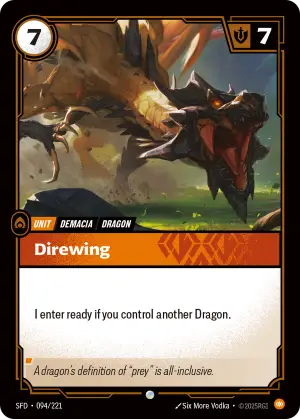 7
7
UNIT DEMACIA DRAGON
Direwing
I enter ready if you control another Dragon.
A dragon's definition of "prey" is all-inclusive.
SFD • 094/221 Six More Vodka • ©2025RGI